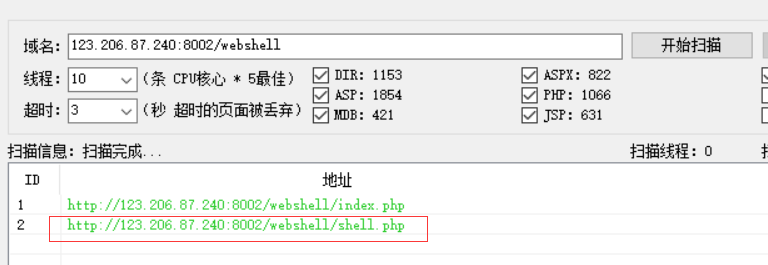 域名: 123.206.87.240:8002/webshell 开始扫描
线程: 10 (条 CPU核心 * 5最佳) DIR: 1153 ASPX: 822
超时: 3 (秒 超时的页面被丢弃) ASP: 1854 PHP: 1066
MDB: 421 JSP: 631
扫描信息: 扫描完成... 扫描线程: 0
ID 地址
1 http://123.206.87.240:8002/webshell/index.php
2 http://123.206.87.240:8002/webshell/shell.php